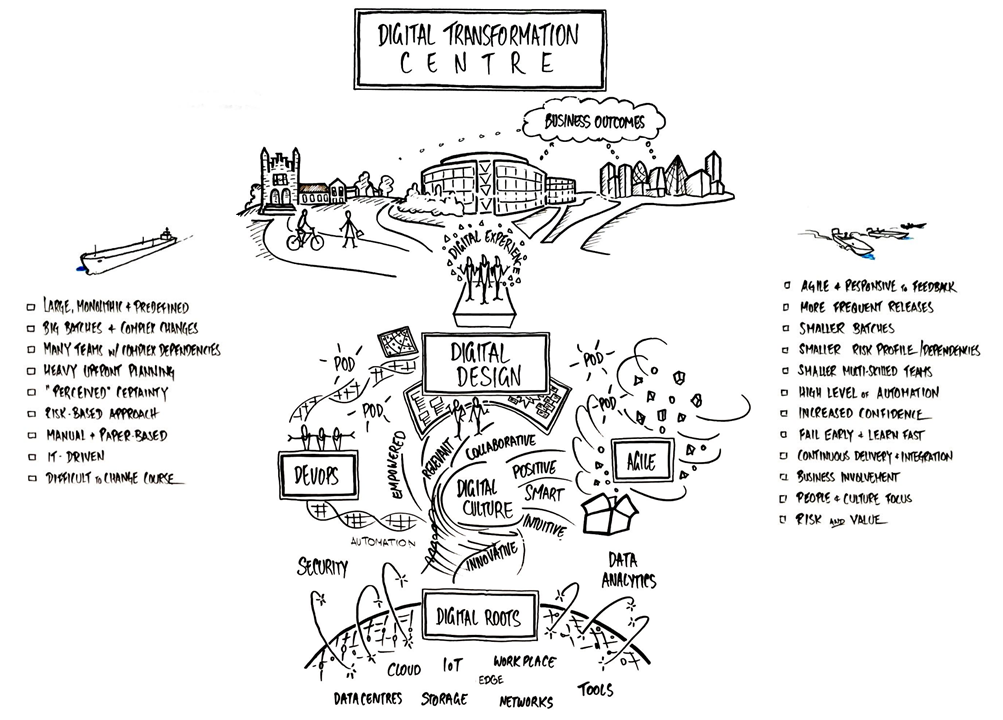 DIGITAL TRANSFORMATION
CENTRE
BUSINESS OUTCOMES
DIGITAL EXPERIENCE
□ LARGE, MONOLITHIC + PREDEFINED
□ BIG BATCHES + COMPLEX CHANGES
□ MANY TEAMS W/ COMPLEX DEPENDENCIES
□ HEAVY UPFRONT PLANNING
□ "PERCEIVED" CERTAINTY
□ RISK-BASED APPROACH
□ MANUAL + PAPER-BASED
□ IT-DRIVEN
□ DIFFICULT TO CHANGE COURSE
DIGITAL
DESIGN
POD
POD
POD
POD
DEVOPS
AUTOMATION
EMPOWERED
RELEVANT
COLLABORATIVE
POSITIVE
SMART
INTUITIVE
INNOVATIVE
DIGITAL
CULTURE
AGILE
SECURITY
DATA
ANALYTICS
DIGITAL ROOTS
CLOUD
IOT
WORKPLACE
EDGE
DATACENTRES
STORAGE
NETWORKS
TOOLS
□ AGILE + RESPONSIVE TO FEEDBACK
□ MORE FREQUENT RELEASES
□ SMALLER BATCHES
□ SMALLER RISK PROFILE/DEPENDENCIES
□ SMALLER MULTI-SKILLED TEAMS
□ HIGH LEVEL OF AUTOMATION
□ INCREASED CONFIDENCE
□ FAIL EARLY + LEARN FAST
□ CONTINUOUS DELIVERY + INTEGRATION
□ BUSINESS INVOLVEMENT
□ PEOPLE + CULTURE FOCUS
□ RISK AND VALUE